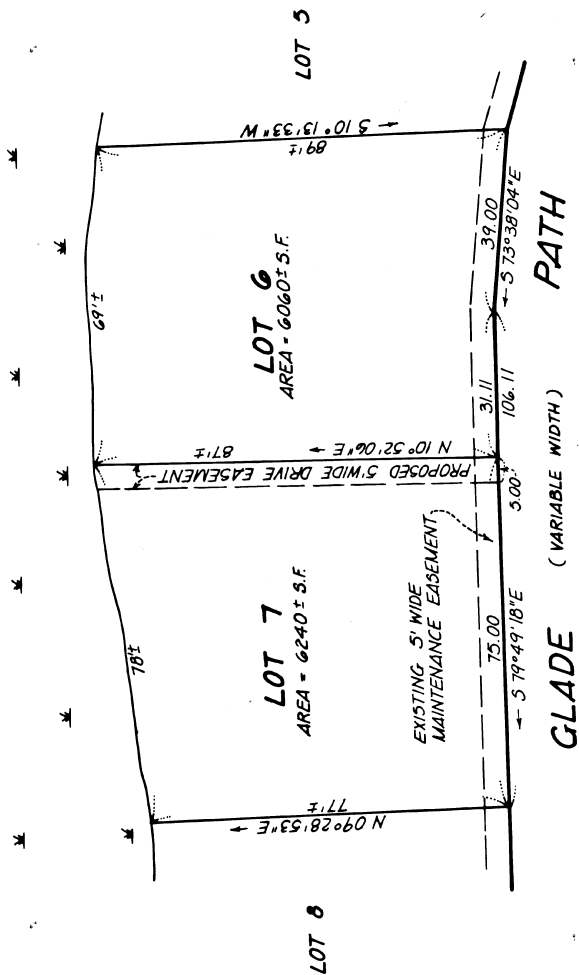 LOT 5
S 10° 13' 33" W
89'±
69'±
LOT 6
AREA = 6060± S.F.
39.00
S 73° 38' 04" E
PATH
31.11
106.11
N 10° 52' 06" E
87'±
PROPOSED 5' WIDE DRIVE EASEMENT
5.00'
(VARIABLE WIDTH)
78'±
LOT 7
AREA = 6240± S.F.
EXISTING 5' WIDE
MAINTENANCE EASEMENT
75.00
S 79° 49' 18" E
GLADE
N 09° 28' 53" E
77'±
LOT 8